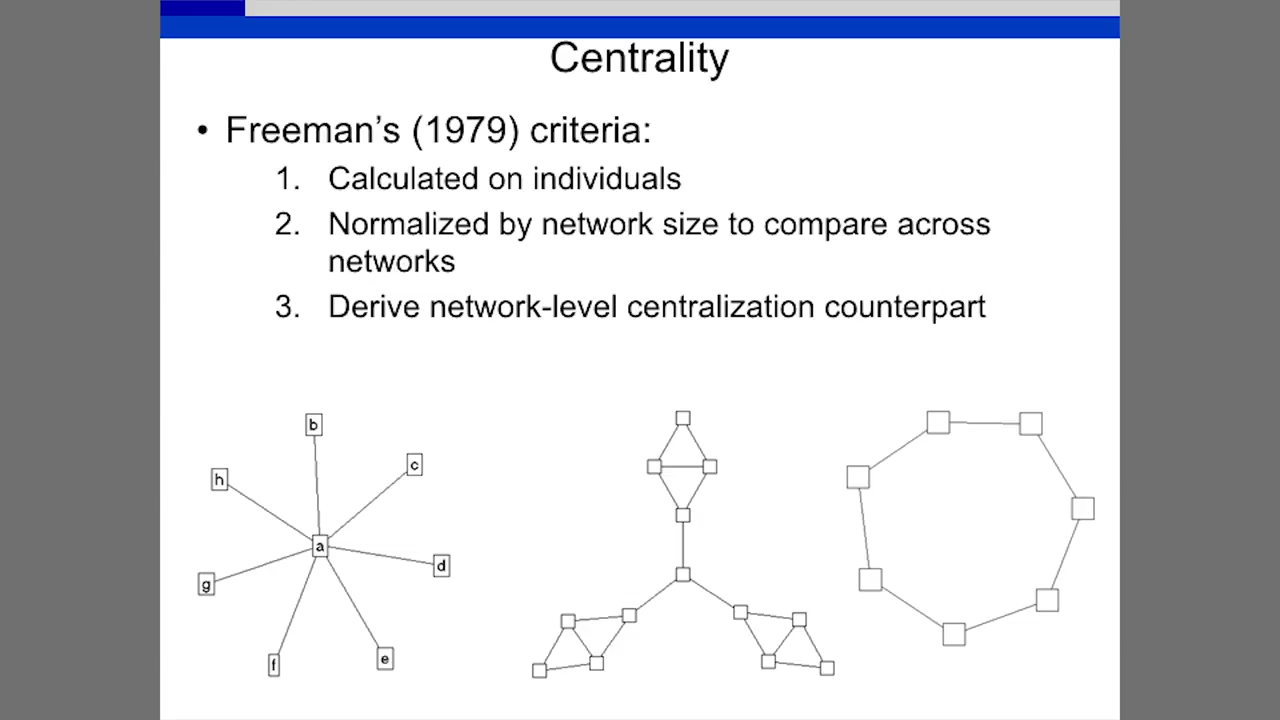 Centrality
• Freeman's (1979) criteria:
1. Calculated on individuals
2. Normalized by network size to compare across
networks
3. Derive network-level centralization counterpart
b
c
h
a
d
g
f
e